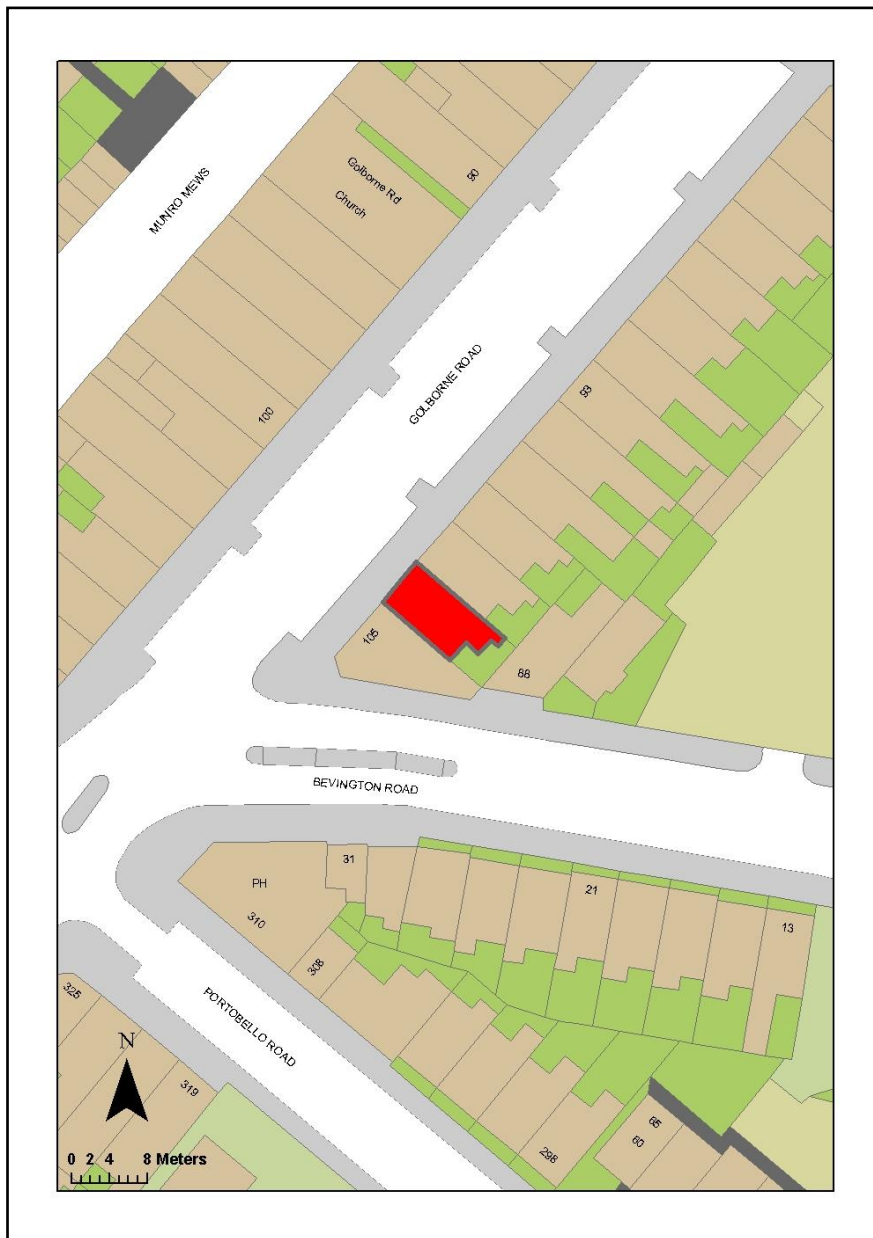 MUNRO MEWS
Golborne Rd
Church
90
GOLBORNE ROAD
93
100
105
88
BEVINGTON ROAD
31
PH
310
21
13
308
325
PORTOBELLO ROAD
N
319
65
60
298
0 2 4 8 Meters